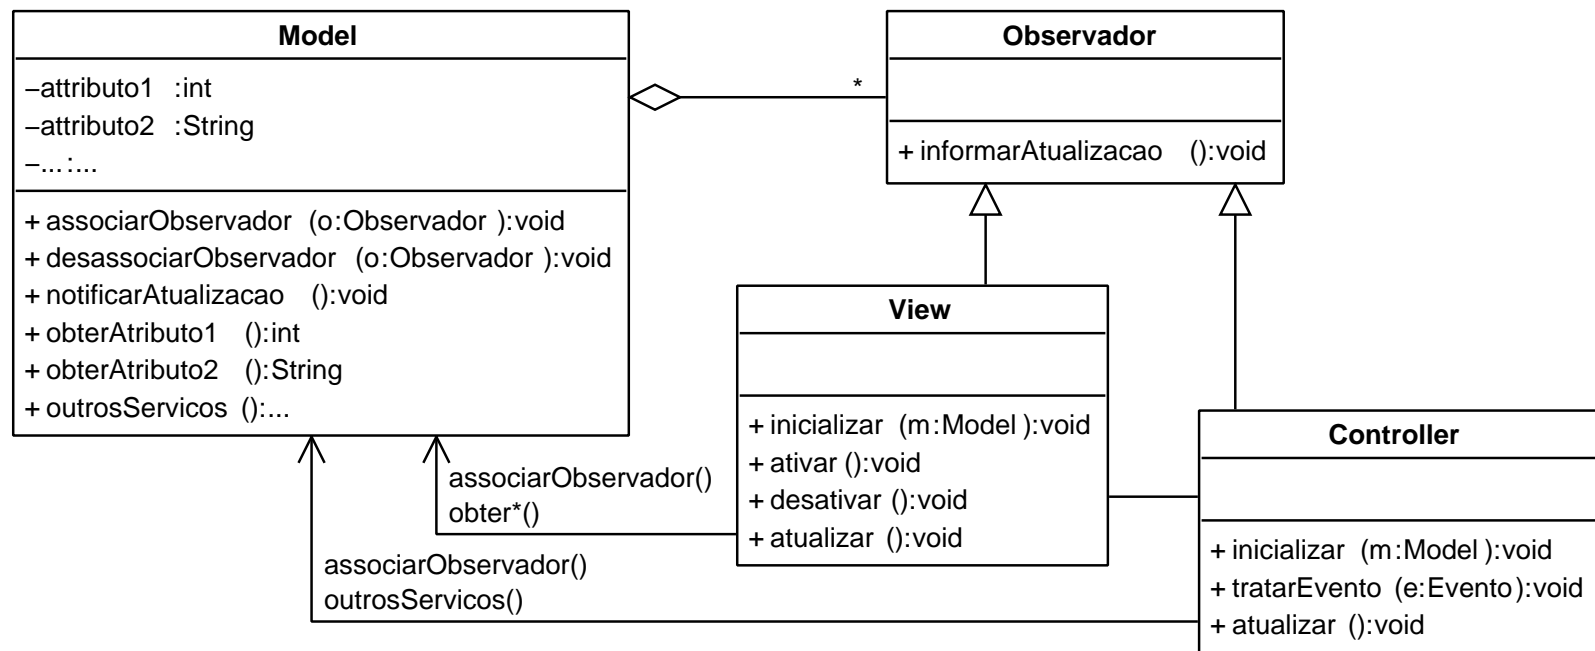 Model
–attributo1 :int
–attributo2 :String
–... :...
+ associarObservador (o:Observador ):void
+ desassociarObservador (o:Observador ):void
+ notificarAtualizacao ():void
+ obterAtributo1 ():int
+ obterAtributo2 ():String
+ outrosServicos ():...
*
Observador
+ informarAtualizacao ():void
View
+ inicializar (m:Model ):void
+ ativar ():void
+ desativar ():void
+ atualizar ():void
associarObservador()
obter*()
associarObservador()
outrosServicos()
Controller
+ inicializar (m:Model ):void
+ tratarEvento (e:Evento):void
+ atualizar ():void